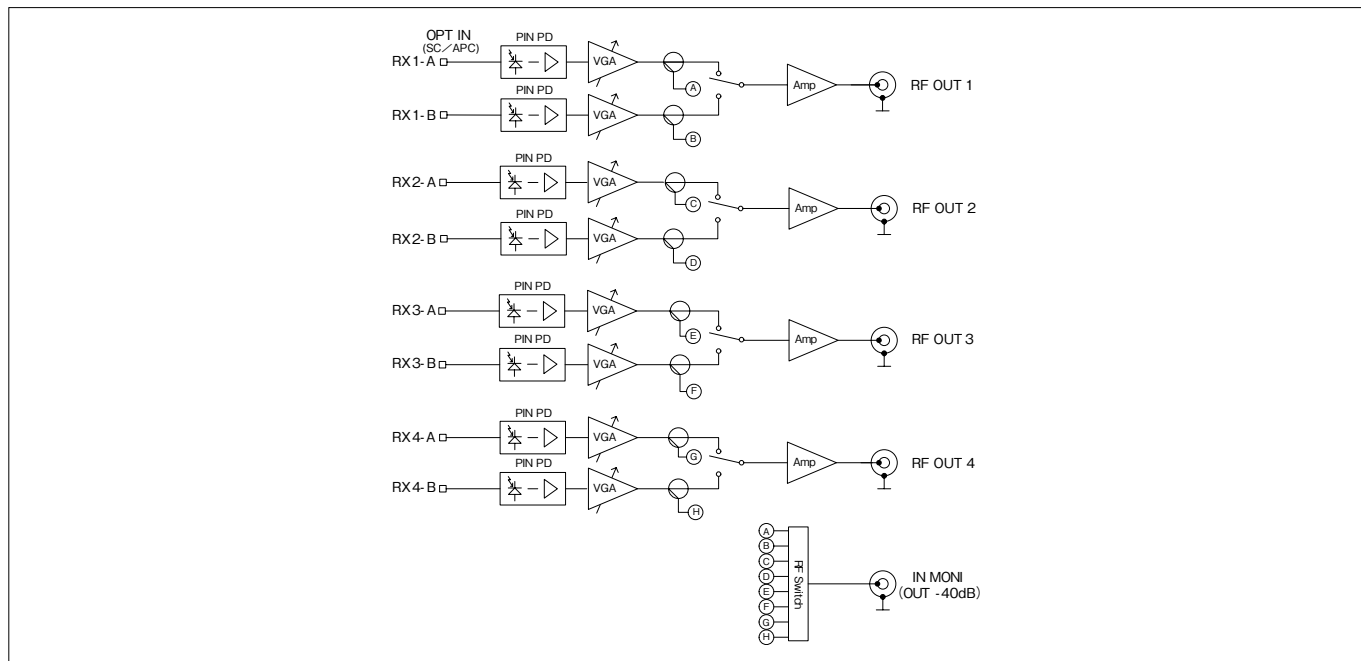 OPT IN
(SC／APC)
PIN PD
RX1-A
VGA
A
Amp
RF OUT 1
PIN PD
RX1-B
VGA
B
PIN PD
RX2-A
VGA
C
Amp
RF OUT 2
PIN PD
RX2-B
VGA
D
PIN PD
RX3-A
VGA
E
Amp
RF OUT 3
PIN PD
RX3-B
VGA
F
PIN PD
RX4-A
VGA
G
Amp
RF OUT 4
PIN PD
RX4-B
VGA
H
A
B
C
D
E
F
G
H
RF Switch
IN MONI
(OUT -40dB)